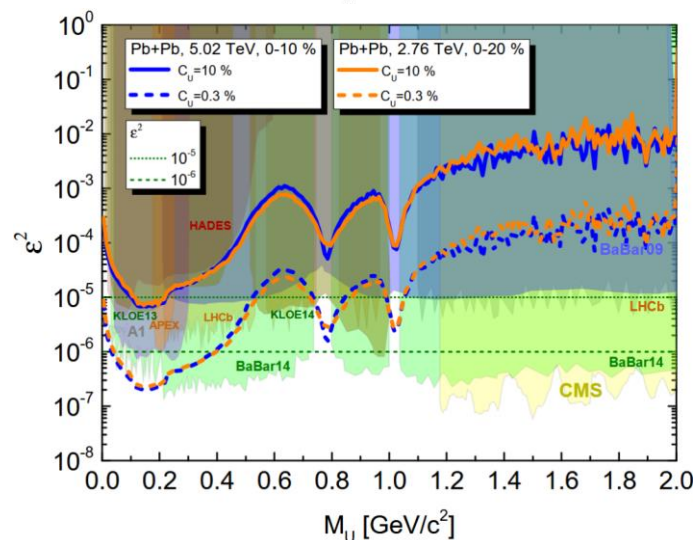 10⁰
10⁻¹
10⁻²
10⁻³
10⁻⁴
10⁻⁵
10⁻⁶
10⁻⁷
10⁻⁸
ε²
Pb+Pb, 5.02 TeV, 0-10 %
C_U=10 %
C_U=0.3 %
Pb+Pb, 2.76 TeV, 0-20 %
C_U=10 %
C_U=0.3 %
ε²
10⁻⁵
10⁻⁶
HADES
BaBar09
KLOE13
A1
APEX
LHCb
KLOE14
LHCb
BaBar14
BaBar14
CMS
0.0 0.2 0.4 0.6 0.8 1.0 1.2 1.4 1.6 1.8 2.0
M_U [GeV/c²]